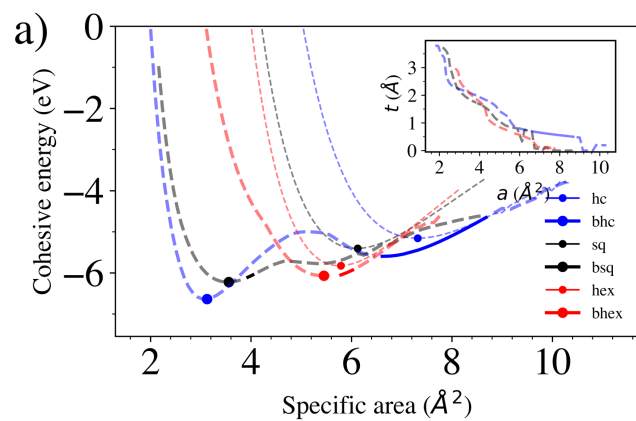 a)
Cohesive energy (eV)
0
−2
−4
−6
2
4
6
8
10
Specific area (Å²)
t (Å)
3
2
1
0
2
4
6
8
10
a (Å²)
hc
bhc
sq
bsq
hex
bhex